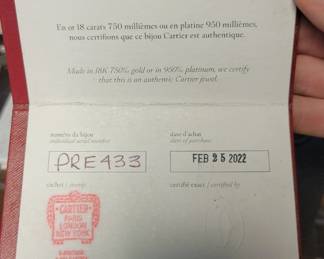 En or 18 carats 750 millièmes ou en platine 950 millièmes,
nous certifions que ce bijou Cartier est authentique.
Made in 18K 750‰ gold or in 950‰ platinum, we certify
that this is an authentic Cartier jewel.
numéro du bijou
individual serial number
date d'achat
date of purchase
PRE433
FEB 25 2022
cachet / stamp
certifié exact / certified by
CARTIER
PARIS
LONDON
NEW YORK